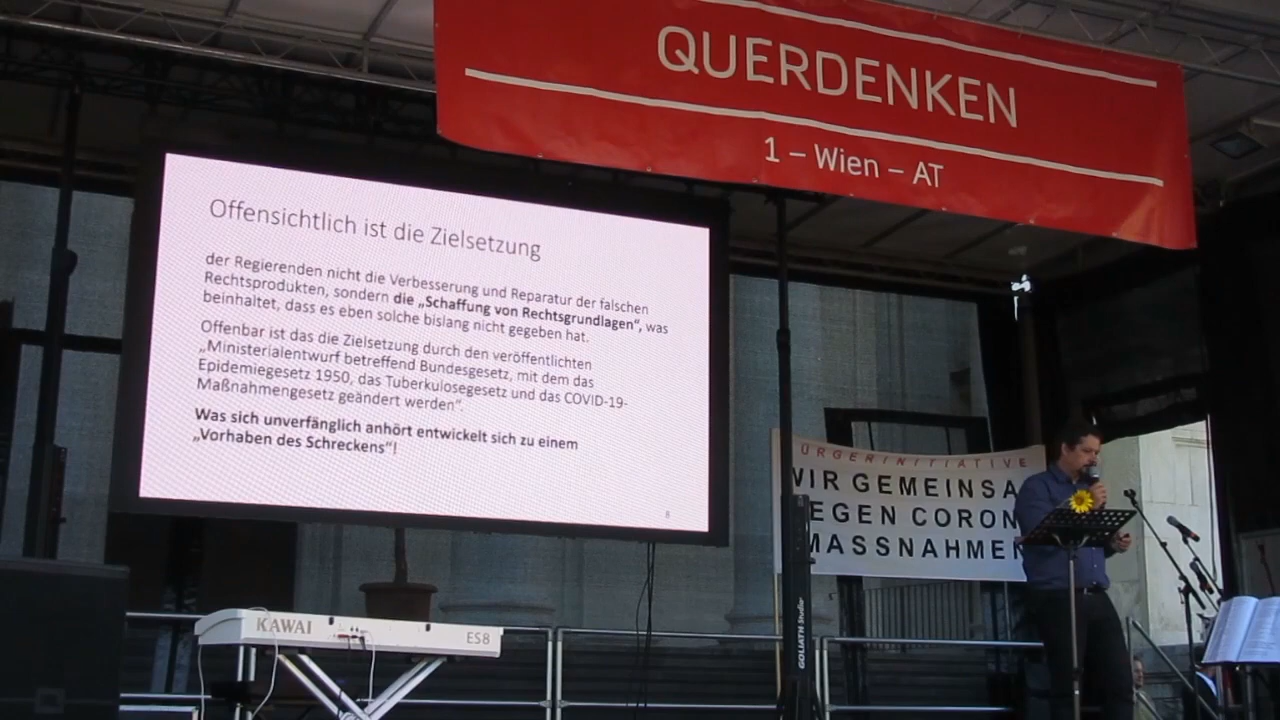 QUERDENKEN
1 – Wien – AT
Offensichtlich ist die Zielsetzung
der Regierenden nicht die Verbesserung und Reparatur der falschen
Rechtsprodukten, sondern die „Schaffung von Rechtsgrundlagen“, was
beinhaltet, dass es eben solche bislang nicht gegeben hat.
Offenbar ist das die Zielsetzung durch den veröffentlichten
„Ministerialentwurf betreffend Bundesgesetz, mit dem das
Epidemiegesetz 1950, das Tuberkulosegesetz und das COVID-19-
Maßnahmengesetz geändert werden“.
Was sich unverfänglich anhört entwickelt sich zu einem
„Vorhaben des Schreckens“!
8
ÜRGERINITIATIVE
WIR GEMEINSA
EGEN CORON
MASSNAHMEN
KAWAI
ES8
GOLIATH Studio